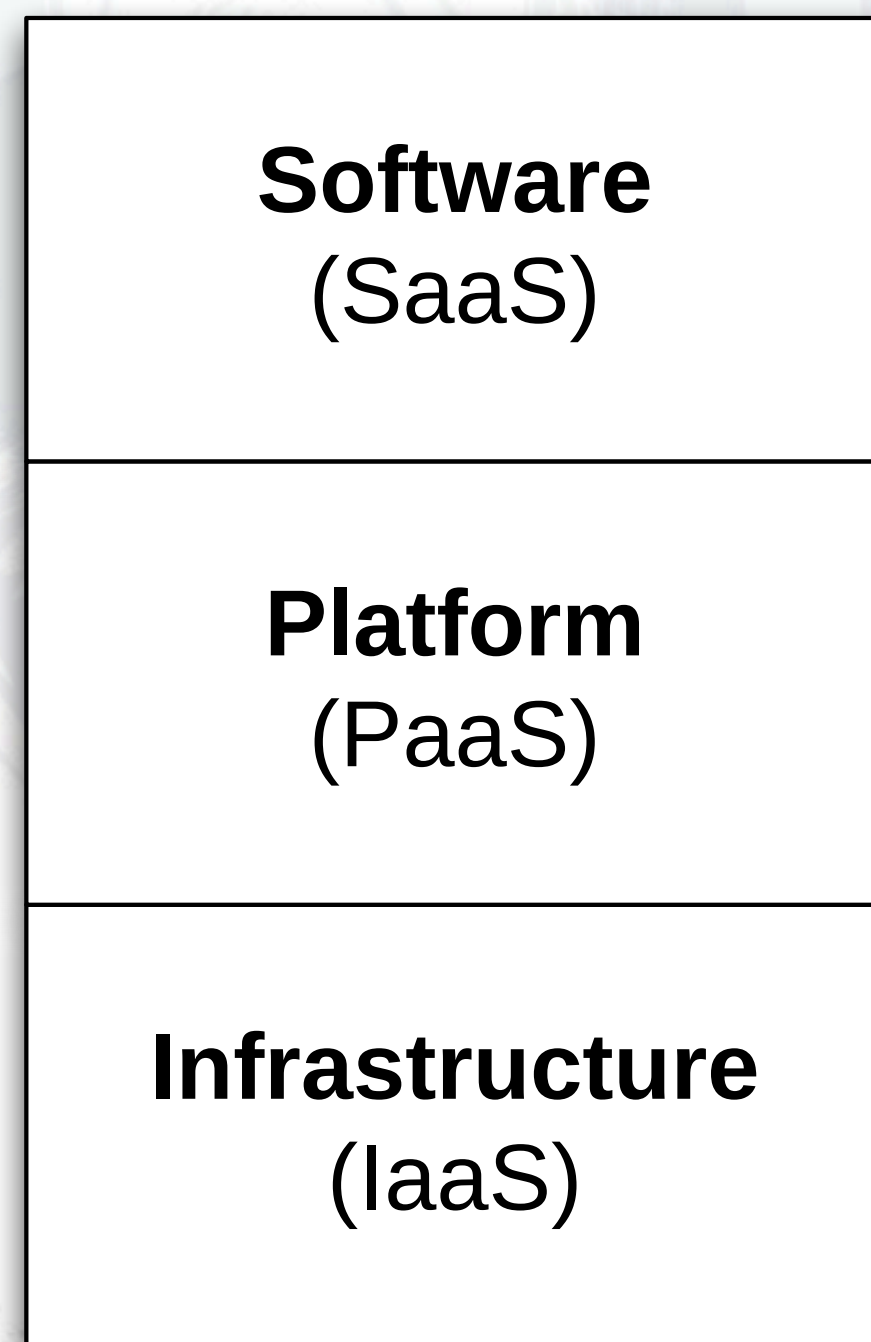 Software
(SaaS)
Platform
(PaaS)
Infrastructure
(IaaS)